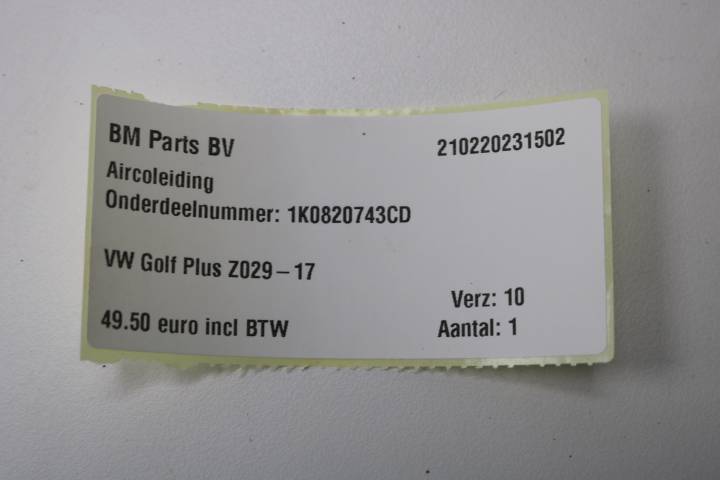 BM Parts BV 210220231502
Aircoleiding
Onderdeelnummer: 1K0820743CD
VW Golf Plus Z029-17
Verz: 10
49.50 euro incl BTW Aantal: 1